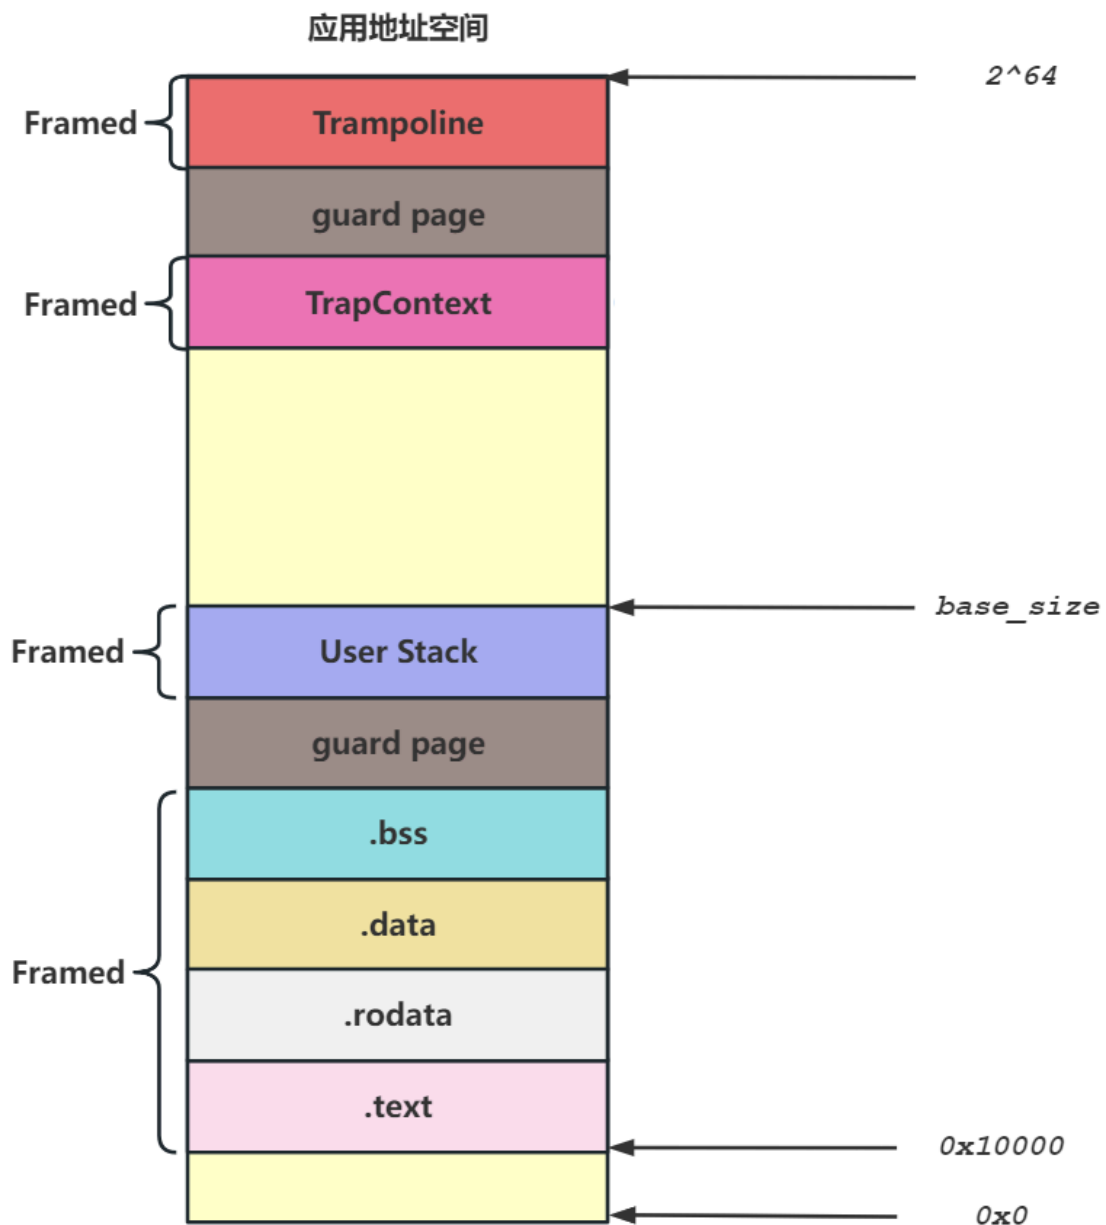 应用地址空间
2^64
Framed
Trampoline
guard page
Framed
TrapContext
base_size
Framed
User Stack
guard page
.bss
.data
Framed
.rodata
.text
0x10000
0x0